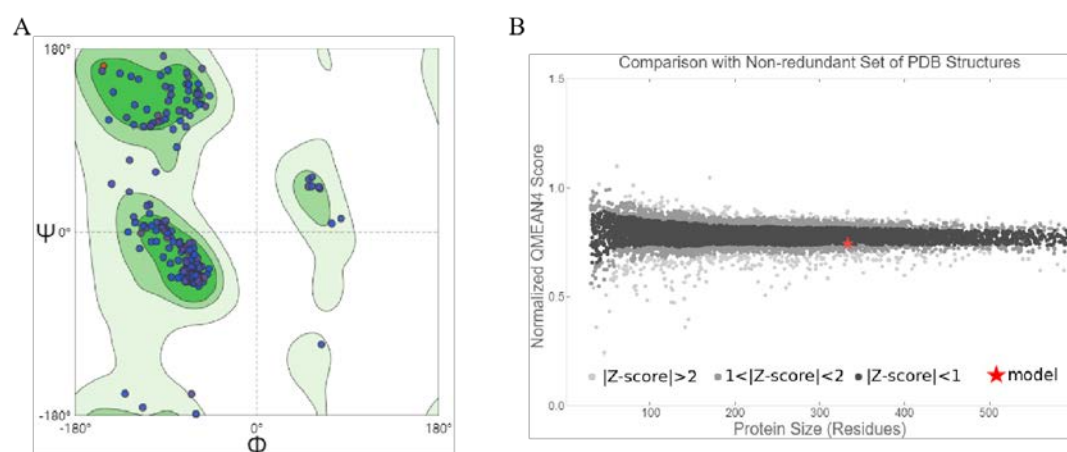 A
180°
Ψ 0°
-180°
-180° 0° 180°
Φ
B
Comparison with Non-redundant Set of PDB Structures
Normalized QMEAN4 Score
1.5
1.0
0.5
0.0
|Z-score|>2 1<|Z-score|<2 |Z-score|<1 model
100 200 300 400 500
Protein Size (Residues)